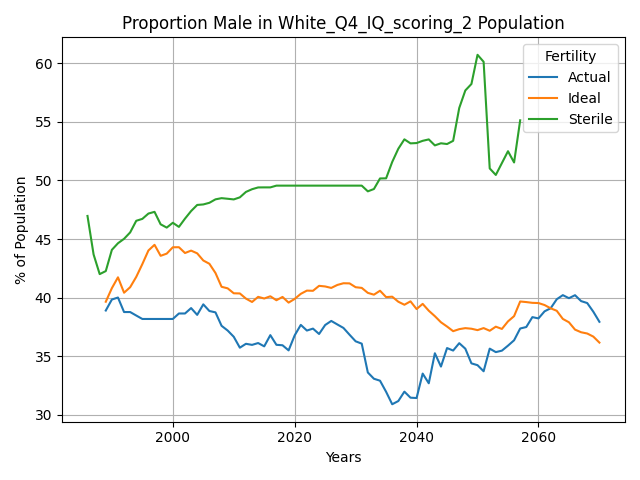 Proportion Male in White_Q4_IQ_scoring_2 Population
% of Population
60
55
50
45
40
35
30
Fertility
Actual
Ideal
Sterile
2000
2020
2040
2060
Years